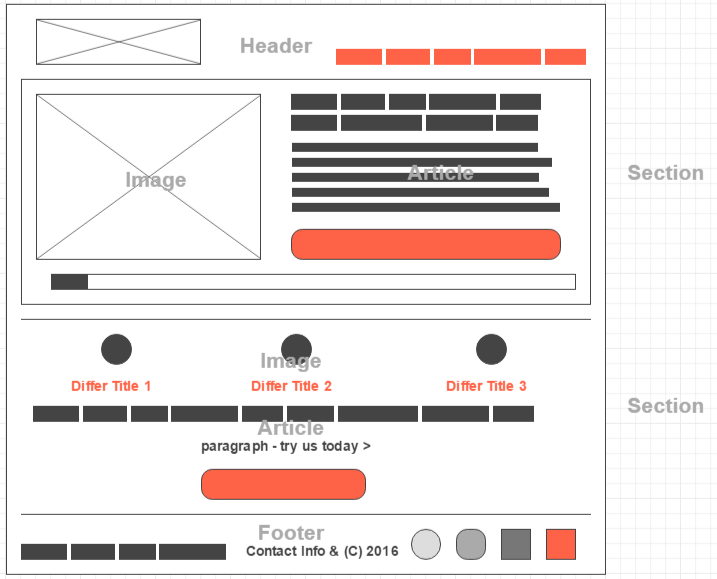 Header
Image
Article
Section
Image
Differ Title 1
Differ Title 2
Differ Title 3
Section
Article
paragraph - try us today >
Footer
Contact Info & (C) 2016